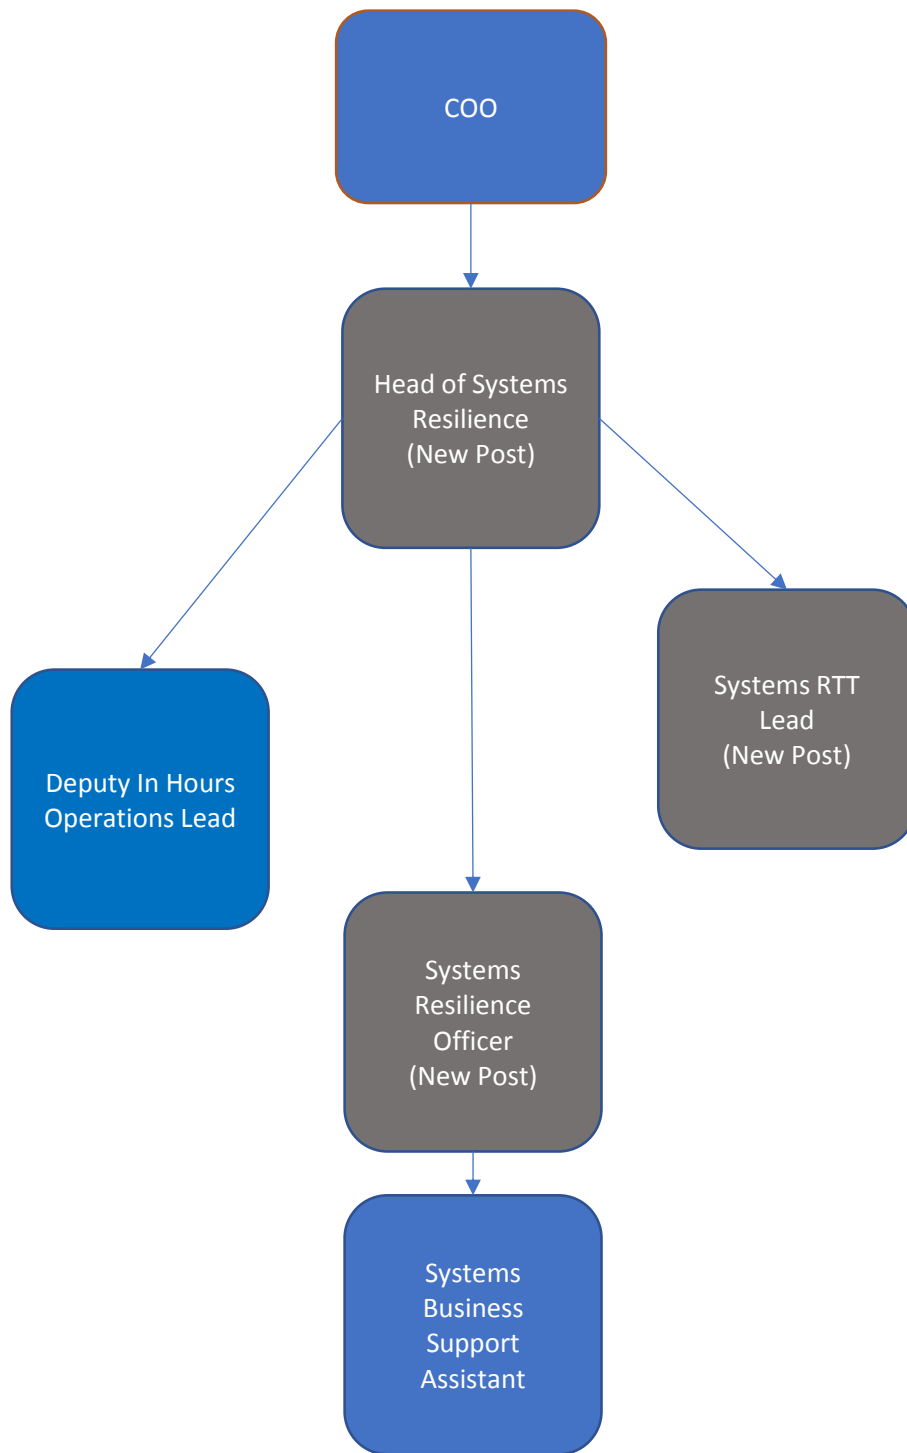 COO
Head of Systems
Resilience
(New Post)
Systems RTT
Lead
(New Post)
Deputy In Hours
Operations Lead
Systems
Resilience
Officer
(New Post)
Systems
Business
Support
Assistant